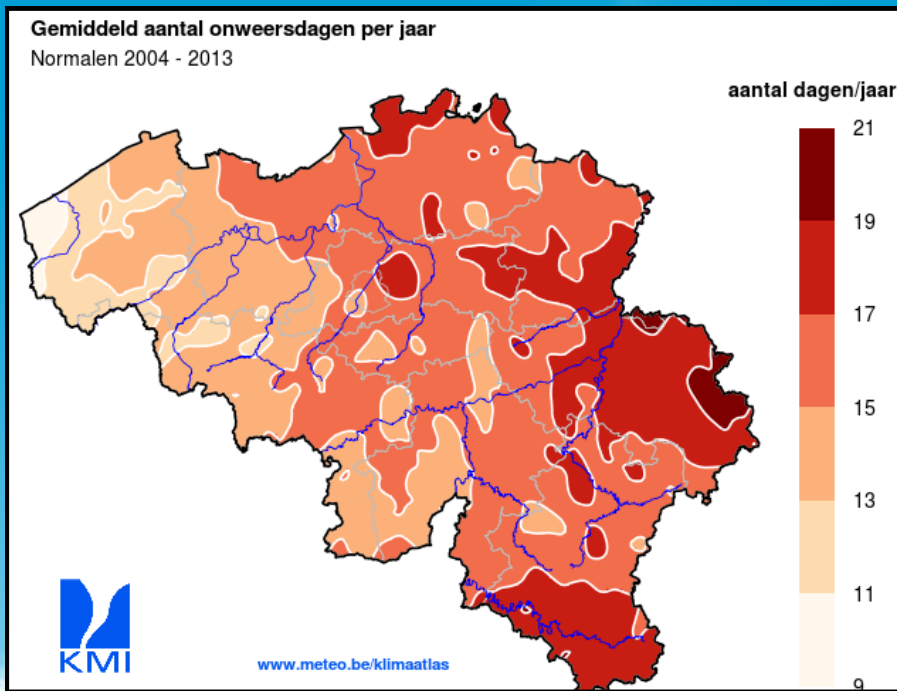 Gemiddeld aantal onweersdagen per jaar
Normalen 2004 - 2013
aantal dagen/jaar
21
19
17
15
13
11
9
KMI
www.meteo.be/klimaatlas